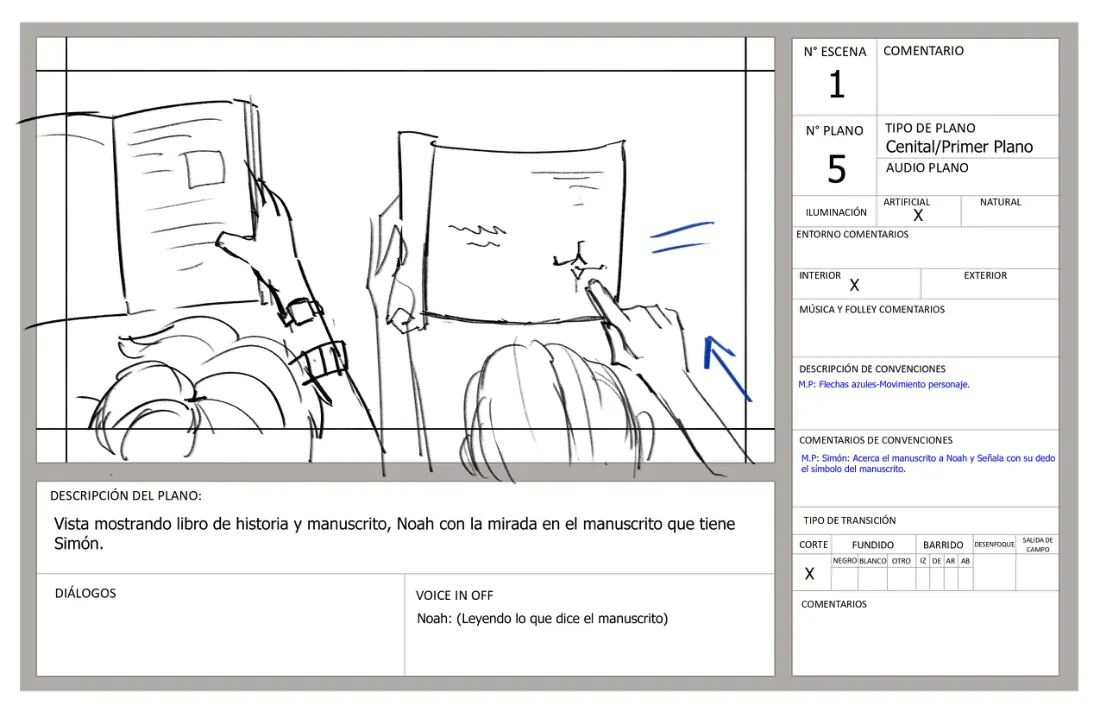 N° ESCENA
1
COMENTARIO
N° PLANO
5
TIPO DE PLANO
Cenital/Primer Plano
AUDIO PLANO
ILUMINACIÓN
ARTIFICIAL
X
NATURAL
ENTORNO COMENTARIOS
INTERIOR
X
EXTERIOR
MÚSICA Y FOLLEY COMENTARIOS
DESCRIPCIÓN DE CONVENCIONES
M.P: Flechas azules-Movimiento personaje.
COMENTARIOS DE CONVENCIONES
M.P: Simón: Acerca el manuscrito a Noah y Señala con su dedo
el símbolo del manuscrito.
TIPO DE TRANSICIÓN
CORTE
X
FUNDIDO
NEGRO BLANCO OTRO
BARRIDO
IZ DE AR AB
DESENFOQUE
SALIDA DE
CAMPO
COMENTARIOS
DESCRIPCIÓN DEL PLANO:
Vista mostrando libro de historia y manuscrito, Noah con la mirada en el manuscrito que tiene
Simón.
DIÁLOGOS
VOICE IN OFF
Noah: (Leyendo lo que dice el manuscrito)